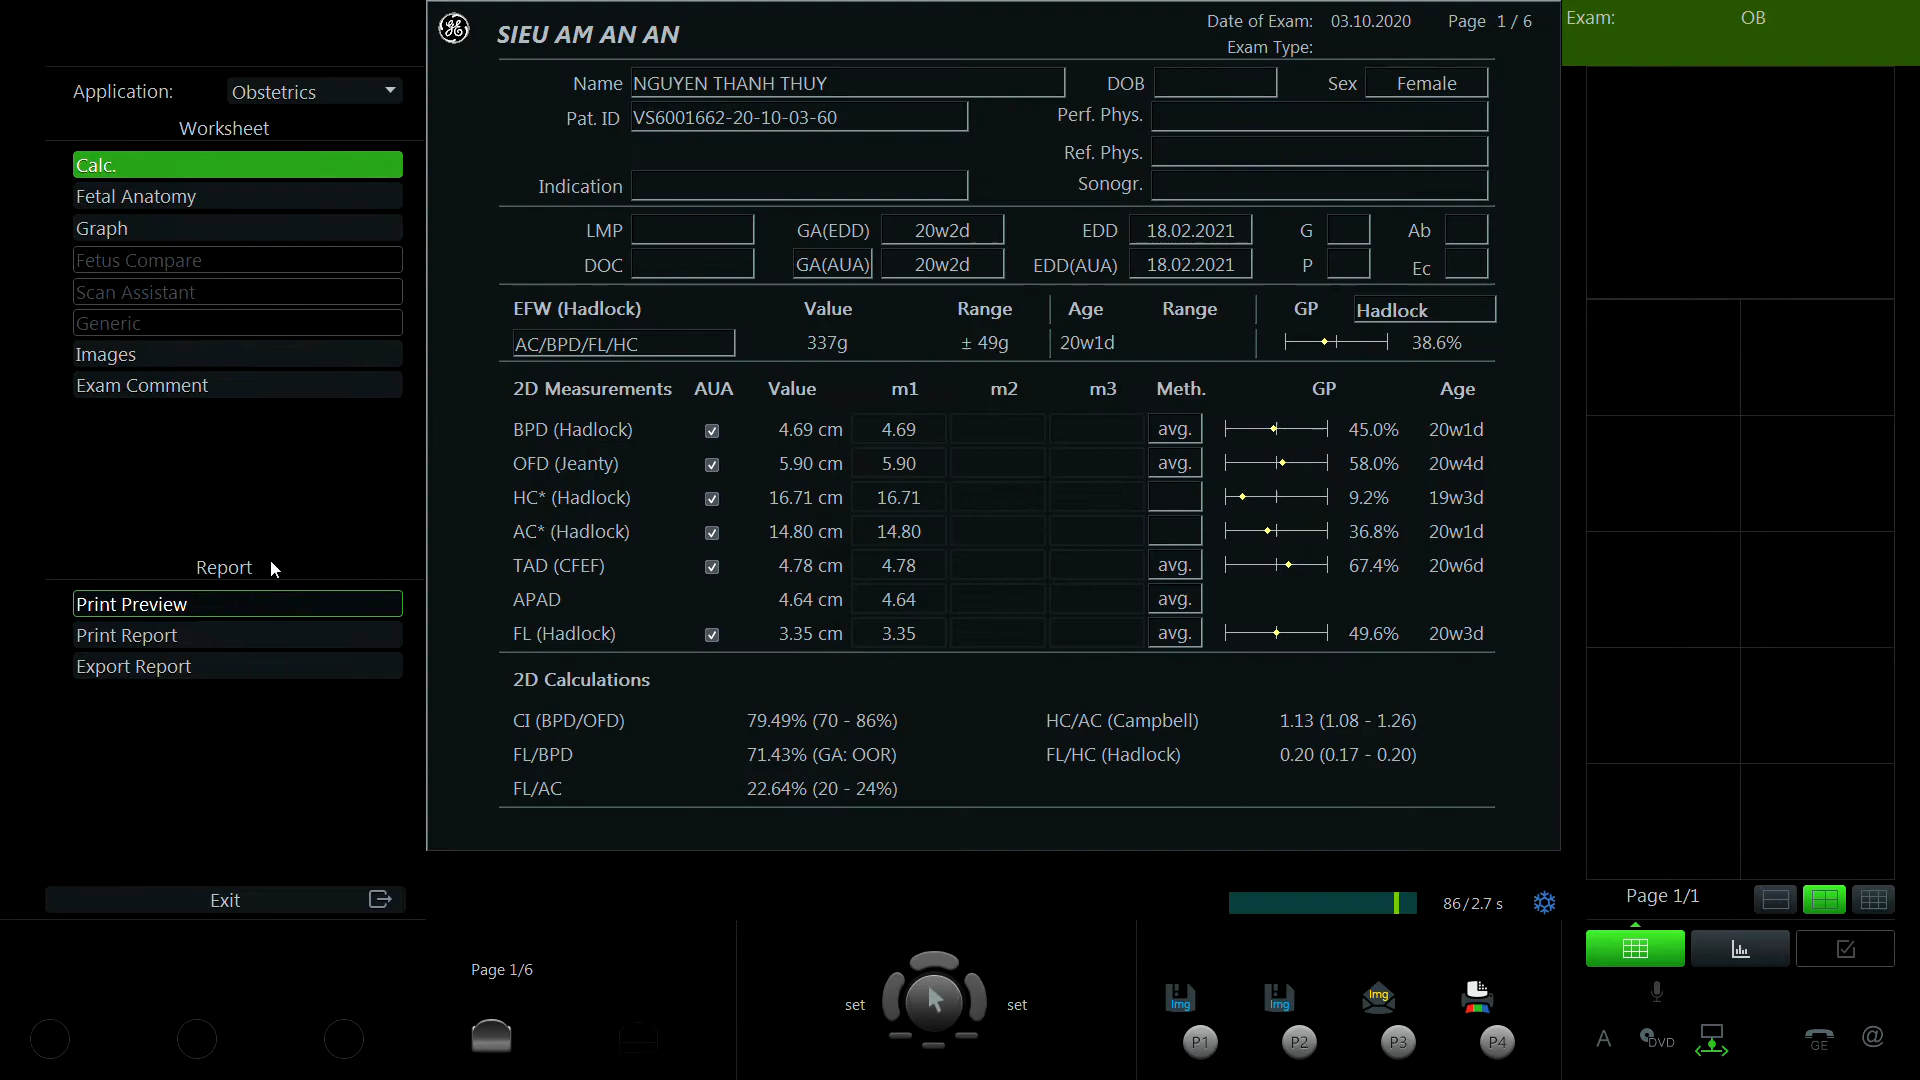 Exam: OB
SIEU AM AN AN
Date of Exam: 03.10.2020 Page 1 / 6
Exam Type:
Application: Obstetrics
Worksheet
Calc.
Fetal Anatomy
Graph
Fetus Compare
Scan Assistant
Generic
Images
Exam Comment
Report
Print Preview
Print Report
Export Report
Exit
Name NGUYEN THANH THUY DOB Sex Female
Pat. ID VS6001662-20-10-03-60 Perf. Phys.
Ref. Phys.
Indication Sonogr.
LMP GA(EDD) 20w2d EDD 18.02.2021 G Ab
DOC GA(AUA) 20w2d EDD(AUA) 18.02.2021 P Ec
EFW (Hadlock) Value Range Age Range GP Hadlock
AC/BPD/FL/HC 337g ± 49g 20w1d 38.6%
2D Measurements AUA Value m1 m2 m3 Meth. GP Age
BPD (Hadlock) 4.69 cm 4.69 avg. 45.0% 20w1d
OFD (Jeanty) 5.90 cm 5.90 avg. 58.0% 20w4d
HC* (Hadlock) 16.71 cm 16.71 9.2% 19w3d
AC* (Hadlock) 14.80 cm 14.80 36.8% 20w1d
TAD (CFEF) 4.78 cm 4.78 avg. 67.4% 20w6d
APAD 4.64 cm 4.64 avg.
FL (Hadlock) 3.35 cm 3.35 avg. 49.6% 20w3d
2D Calculations
CI (BPD/OFD) 79.49% (70 - 86%) HC/AC (Campbell) 1.13 (1.08 - 1.26)
FL/BPD 71.43% (GA: OOR) FL/HC (Hadlock) 0.20 (0.17 - 0.20)
FL/AC 22.64% (20 - 24%)
86/2.7 s
Page 1/1
Page 1/6
set set
Img Img Img
P1 P2 P3 P4
A DVD GE @